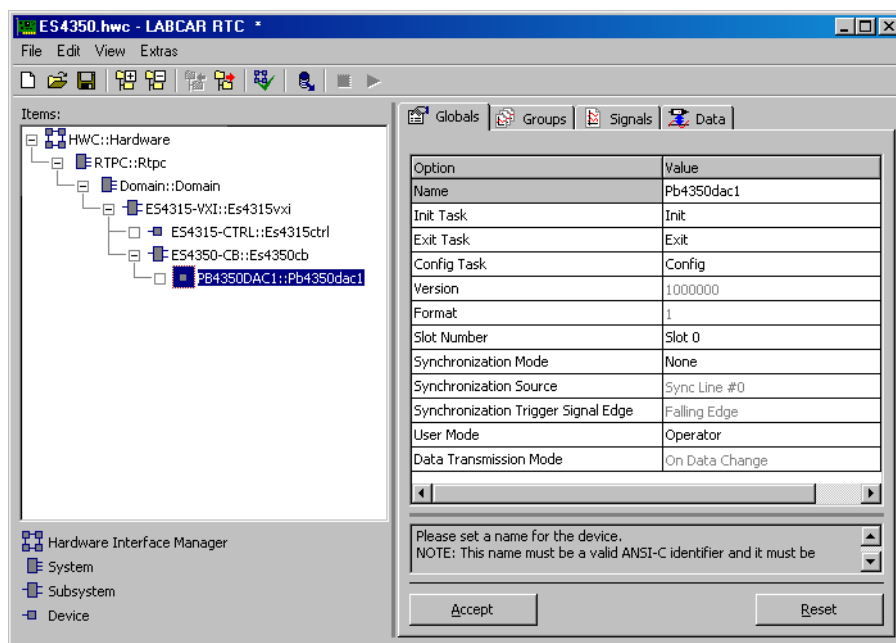 ES4350.hwc - LABCAR RTC *
File Edit View Extras
Items:
HWC::Hardware
RTPC::Rtpc
Domain::Domain
ES4315-VXI::Es4315vxi
ES4315-CTRL::Es4315ctrl
ES4350-CB::Es4350cb
PB4350DAC1::Pb4350dac1
Hardware Interface Manager
System
Subsystem
Device
Globals Groups Signals Data
Option Value
Name Pb4350dac1
Init Task Init
Exit Task Exit
Config Task Config
Version 1000000
Format 1
Slot Number Slot 0
Synchronization Mode None
Synchronization Source Sync Line #0
Synchronization Trigger Signal Edge Falling Edge
User Mode Operator
Data Transmission Mode On Data Change
Please set a name for the device.
NOTE: This name must be a valid ANSI-C identifier and it must be
Accept Reset